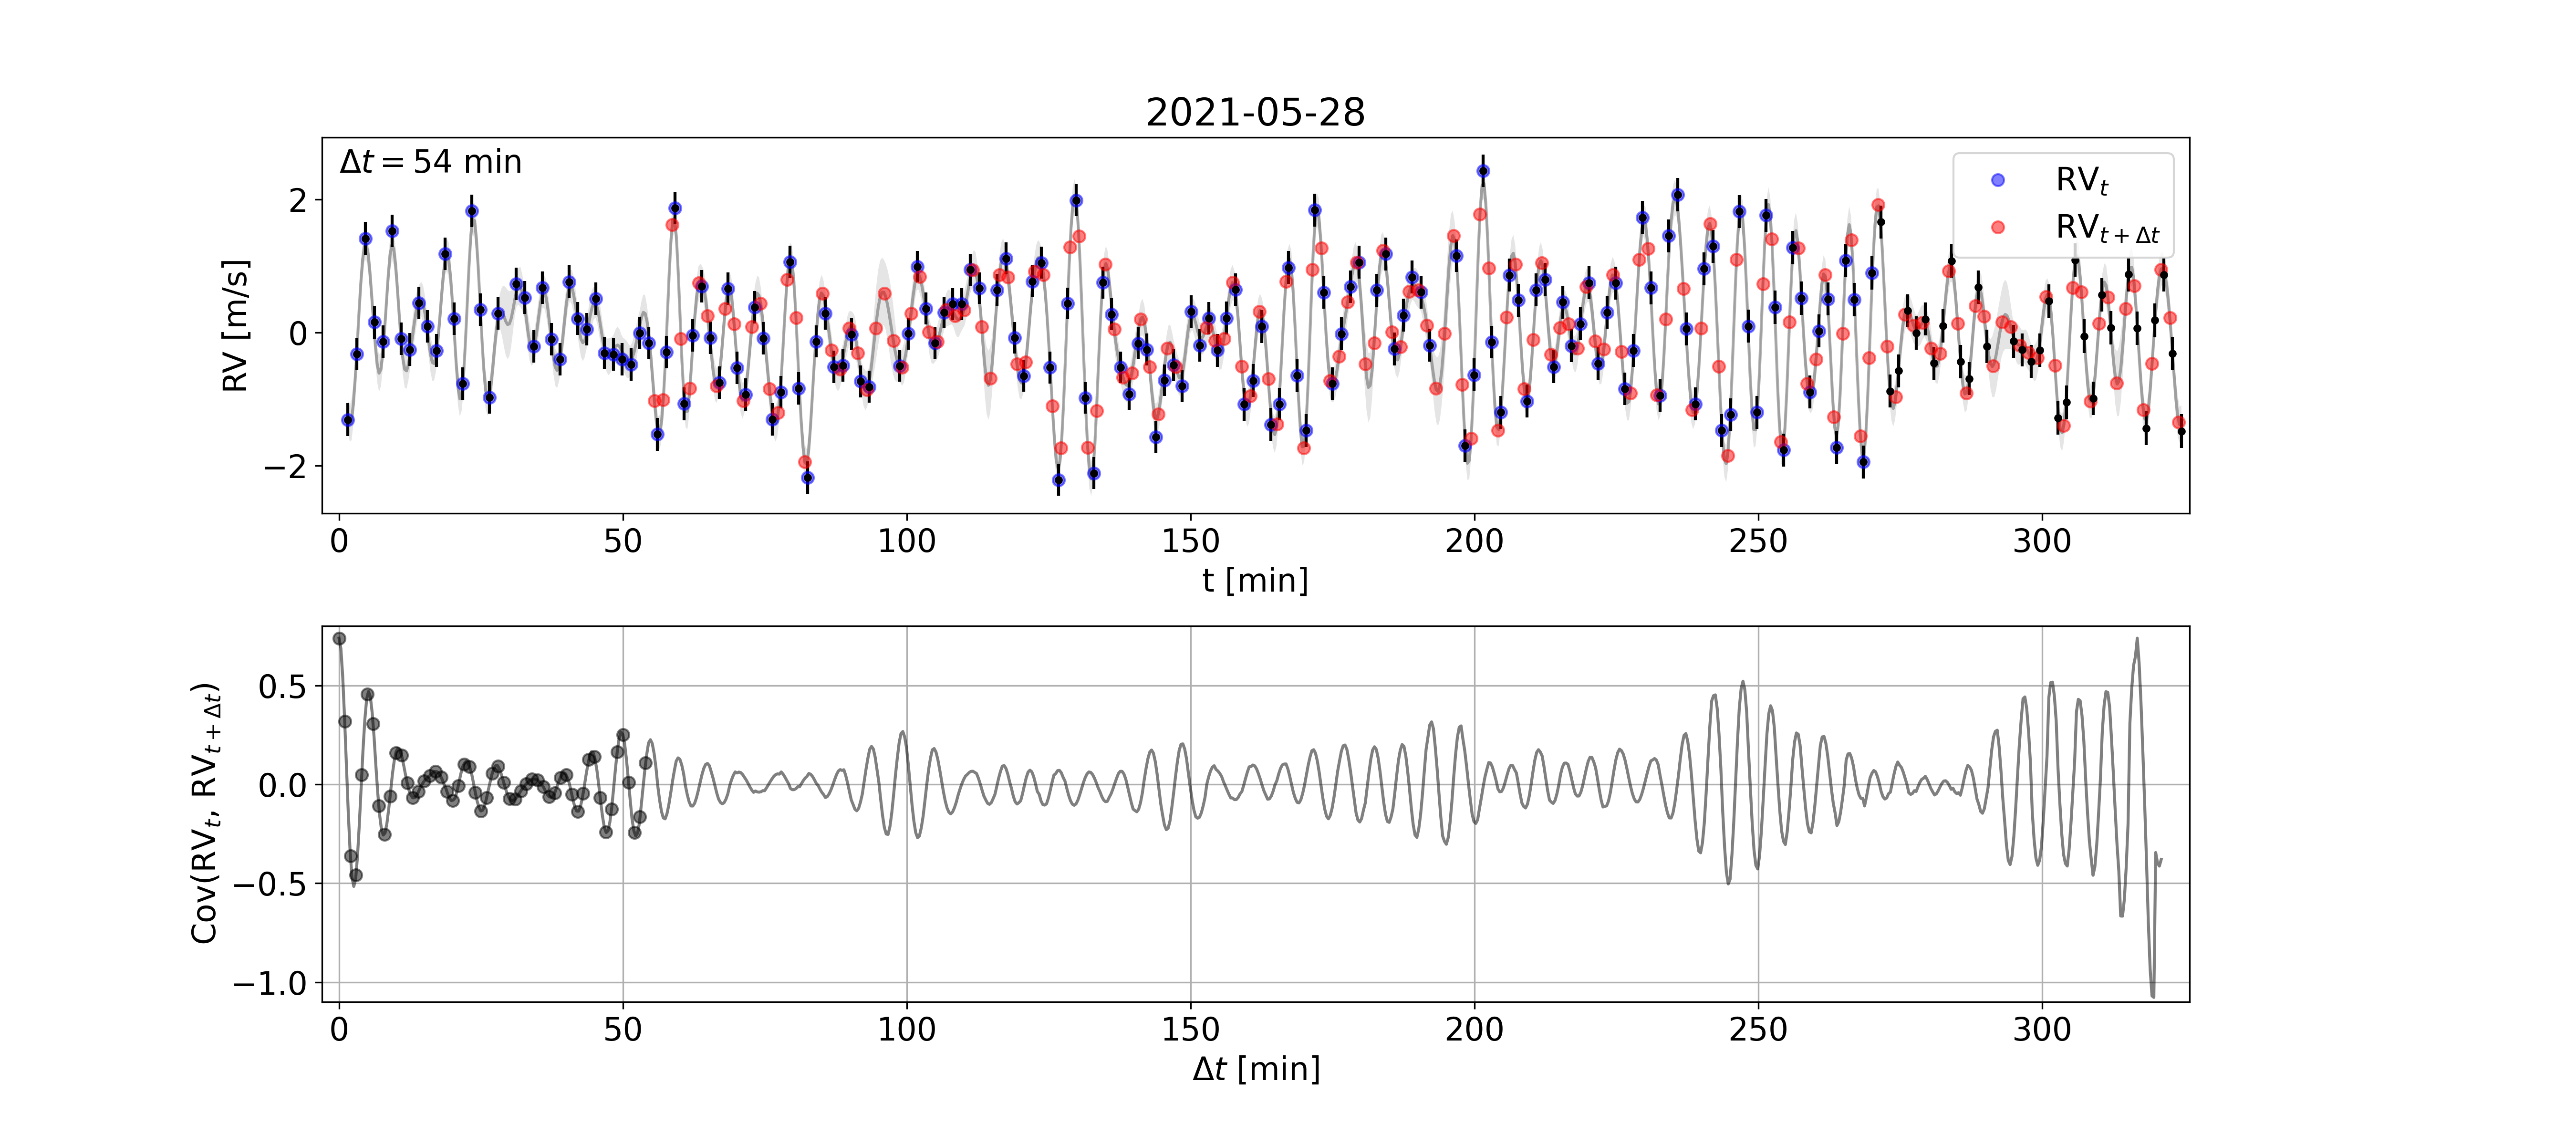 2021-05-28
Δt = 54 min
RV_t
RV_{t+Δt}
RV [m/s]
2
0
−2
0 50 100 150 200 250 300
t [min]
Cov(RV_t, RV_{t+Δt})
0.5
0.0
−0.5
−1.0
0 50 100 150 200 250 300
Δt [min]